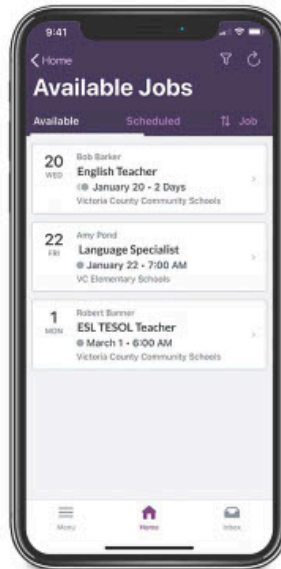 9:41
Home
Available Jobs
Available Scheduled Job
20 Bob Barker
WED English Teacher
January 20 - 2 Days
Victoria County Community Schools
22 Amy Pond
FRI Language Specialist
January 22 • 7:00 AM
VC Elementary Schools
1 Robert Bunner
MON ESL TESOL Teacher
March 1 • 6:00 AM
Victoria County Community Schools
Menu Home Inbox